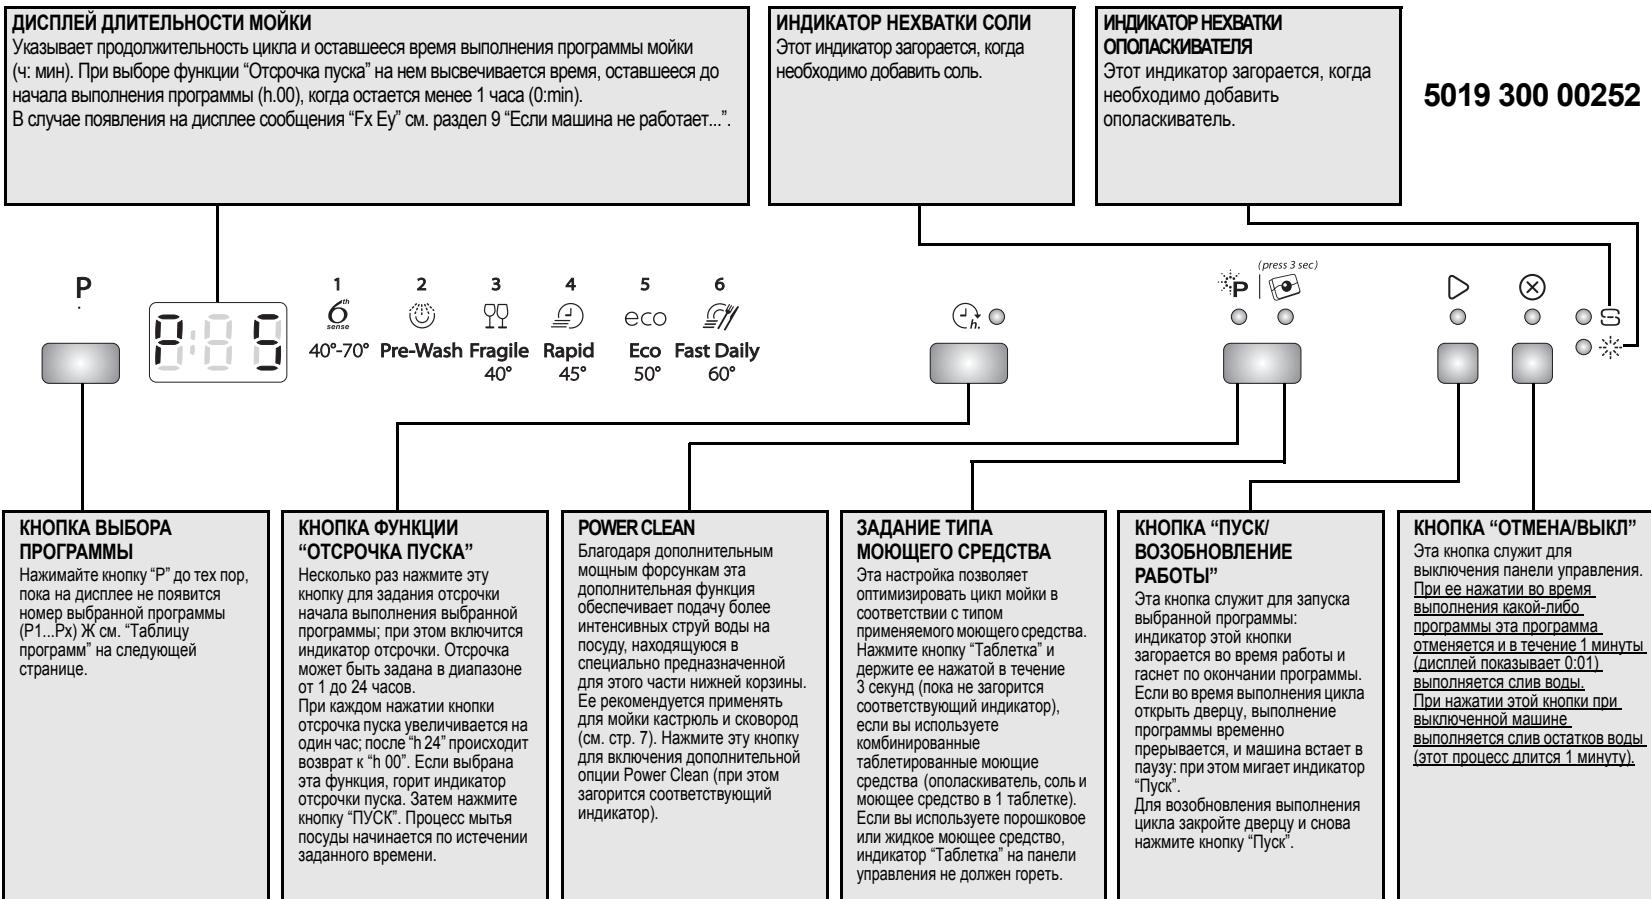 ДИСПЛЕЙ ДЛИТЕЛЬНОСТИ МОЙКИ
Указывает продолжительность цикла и оставшееся время выполнения программы мойки
(ч: мин). При выборе функции “Отсрочка пуска” на нем высвечивается время, оставшееся до
начала выполнения программы (h.00), когда остается менее 1 часа (0:min).
В случае появления на дисплее сообщения “Fx Ey” см. раздел 9 “Если машина не работает...”.
ИНДИКАТОР НЕХВАТКИ СОЛИ
Этот индикатор загорается, когда
необходимо добавить соль.
ИНДИКАТОР НЕХВАТКИ
ОПОЛАСКИВАТЕЛЯ
Этот индикатор загорается, когда
необходимо добавить
ополаскиватель.
5019 300 00252
P
P 5
1 2 3 4 5 6
6th sense
eco
40°-70° Pre-Wash Fragile Rapid Eco Fast Daily
40° 45° 50° 60°
h.
(press 3 sec)
P
КНОПКА ВЫБОРА
ПРОГРАММЫ
Нажимайте кнопку “P” до тех пор,
пока на дисплее не появится
номер выбранной программы
(P1...Px) Ж см. “Таблицу
программ” на следующей
странице.
КНОПКА ФУНКЦИИ
“ОТСРОЧКА ПУСКА”
Несколько раз нажмите эту
кнопку для задания отсрочки
начала выполнения выбранной
программы; при этом включится
индикатор отсрочки. Отсрочка
может быть задана в диапазоне
от 1 до 24 часов.
При каждом нажатии кнопки
отсрочка пуска увеличивается на
один час; после “h 24” происходит
возврат к “h 00”. Если выбрана
эта функция, горит индикатор
отсрочки пуска. Затем нажмите
кнопку “ПУСК”. Процесс мытья
посуды начинается по истечении
заданного времени.
POWER CLEAN
Благодаря дополнительным
мощным форсункам эта
дополнительная функция
обеспечивает подачу более
интенсивных струй воды на
посуду, находящуюся в
специально предназначенной
для этого части нижней корзины.
Ее рекомендуется применять
для мойки кастрюль и сковород
(см. стр. 7). Нажмите эту кнопку
для включения дополнительной
опции Power Clean (при этом
загорится соответствующий
индикатор).
ЗАДАНИЕ ТИПА
МОЮЩЕГО СРЕДСТВА
Эта настройка позволяет
оптимизировать цикл мойки в
соответствии с типом
применяемого моющего средства.
Нажмите кнопку “Таблетка” и
держите ее нажатой в течение
3 секунд (пока не загорится
соответствующий индикатор),
если вы используете
комбинированные
таблетированные моющие
средства (ополаскиватель, соль и
моющее средство в 1 таблетке).
Если вы используете порошковое
или жидкое моющее средство,
индикатор “Таблетка” на панели
управления не должен гореть.
КНОПКА “ПУСК/
ВОЗОБНОВЛЕНИЕ
РАБОТЫ”
Эта кнопка служит для запуска
выбранной программы:
индикатор этой кнопки
загорается во время работы и
гаснет по окончании программы.
Если во время выполнения цикла
открыть дверцу, выполнение
программы временно
прерывается, и машина встает в
паузу: при этом мигает индикатор
“Пуск”.
Для возобновления выполнения
цикла закройте дверцу и снова
нажмите кнопку “Пуск”.
КНОПКА “ОТМЕНА/ВЫКЛ”
Эта кнопка служит для
выключения панели управления.
При ее нажатии во время
выполнения какой-либо
программы эта программа
отменяется и в течение 1 минуты
(дисплей показывает 0:01)
выполняется слив воды.
При нажатии этой кнопки при
выключенной машине
выполняется слив остатков воды
(этот процесс длится 1 минуту).